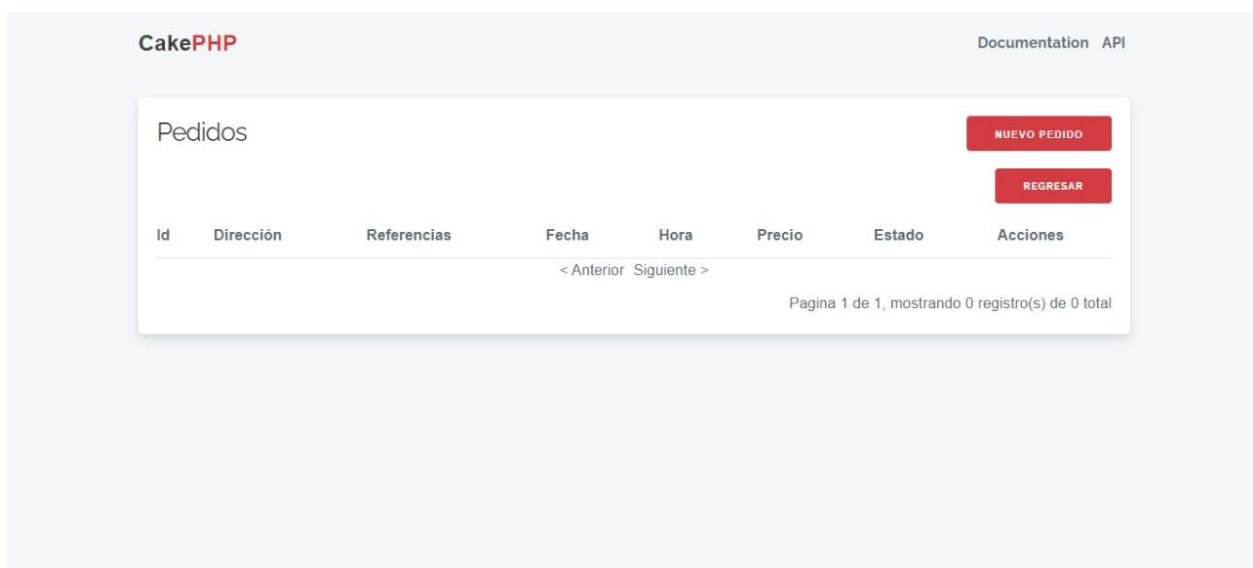 CakePHP Documentation API
Pedidos
NUEVO PEDIDO
REGRESAR
Id Dirección Referencias Fecha Hora Precio Estado Acciones
< Anterior Siguiente >
Pagina 1 de 1, mostrando 0 registro(s) de 0 total